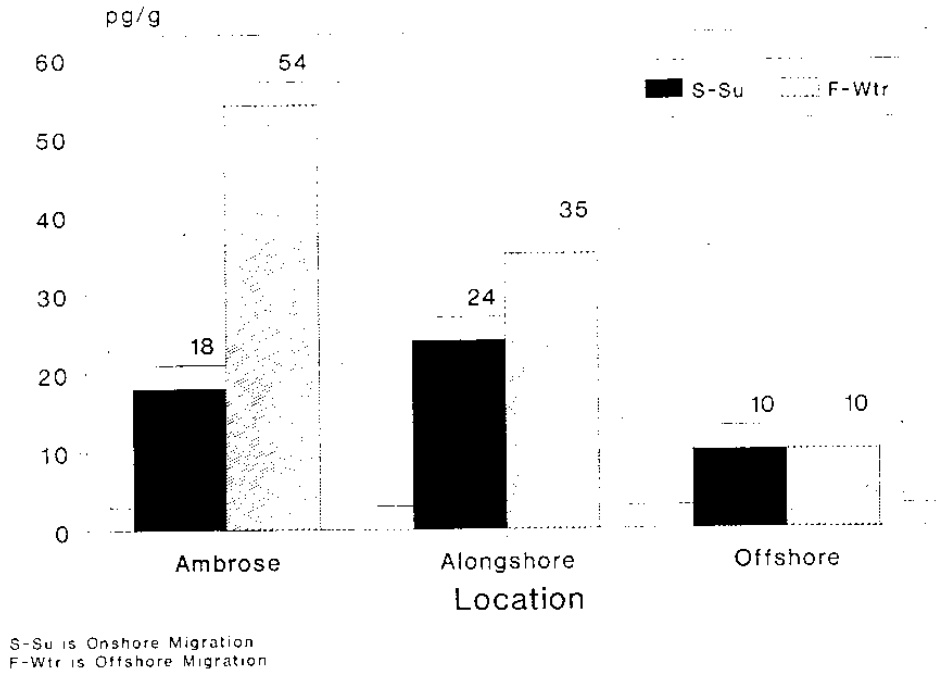 pg/g
60
54
S-Su F-Wtr
50
40
35
30
24
18
20
10 10
10
0
Ambrose Alongshore Offshore
Location
S-Su is Onshore Migration
F-Wtr is Offshore Migration